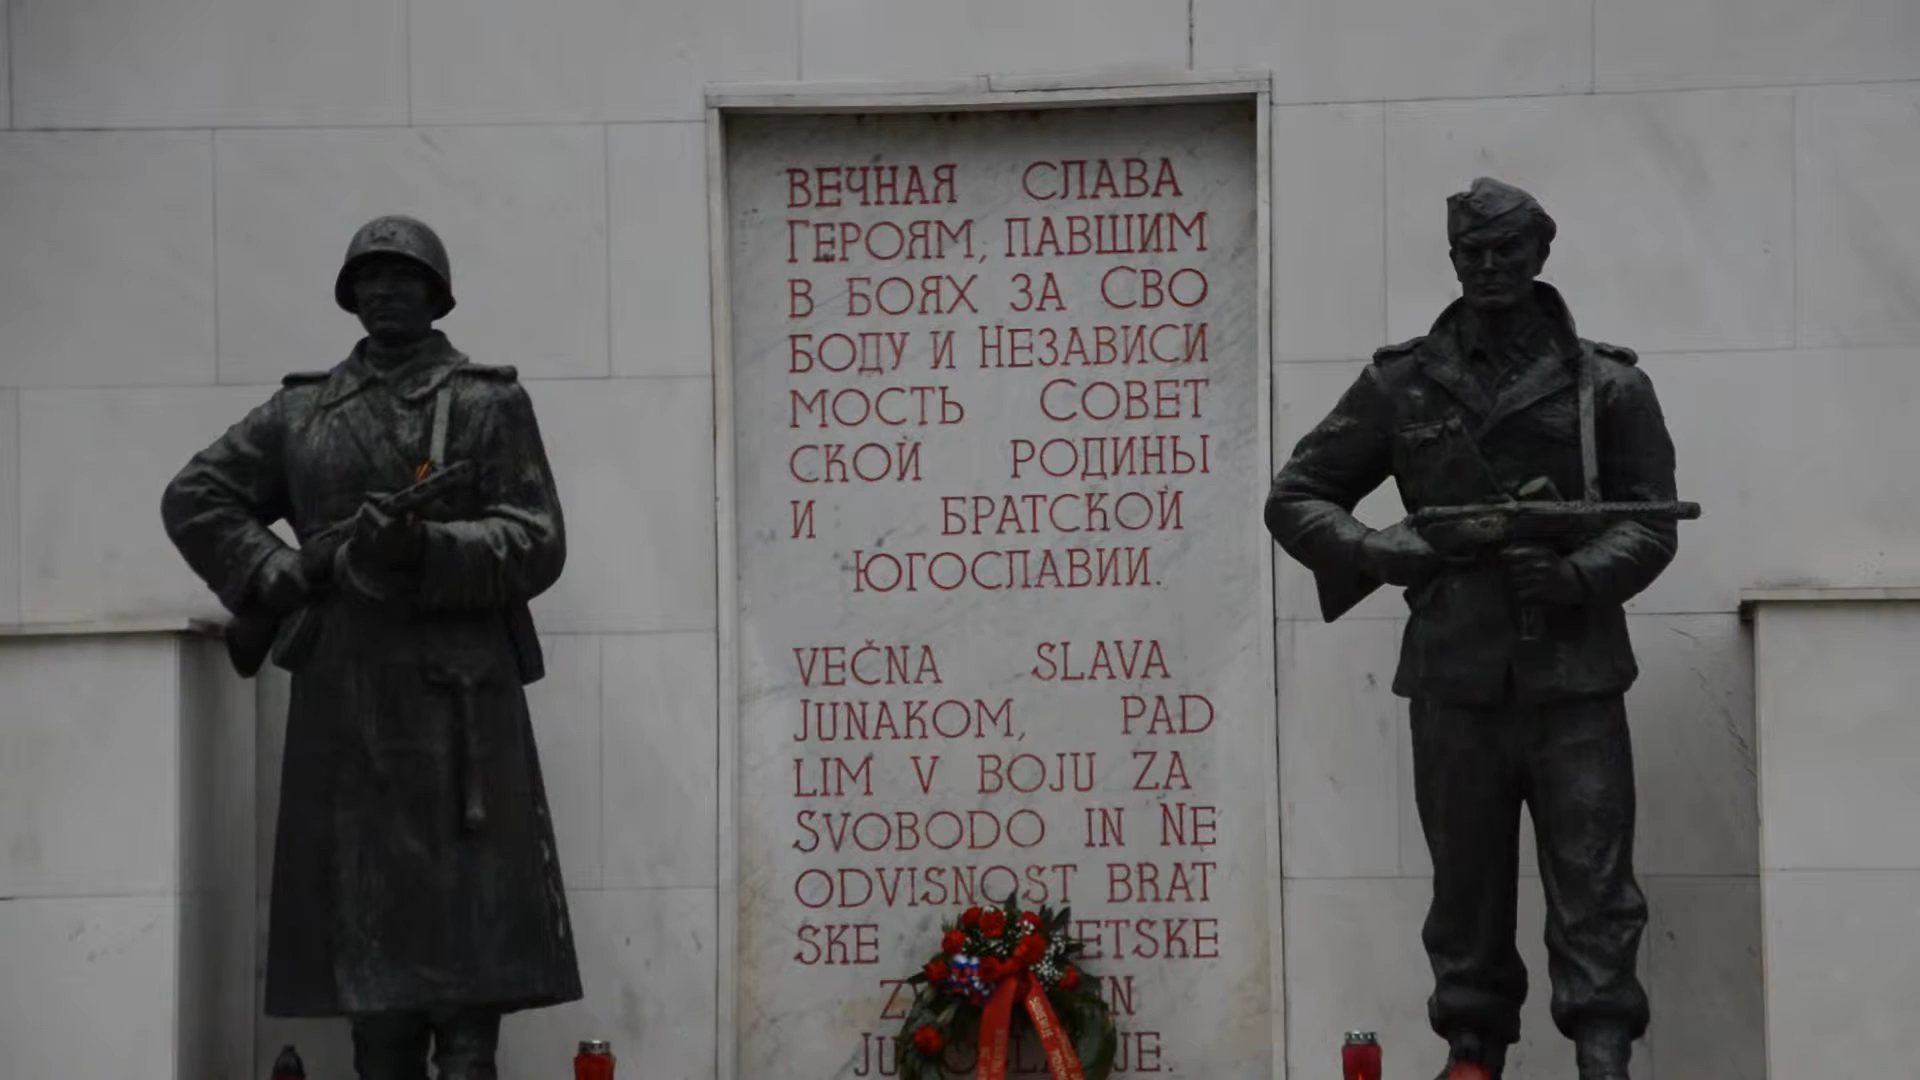 ВЕЧНАЯ СЛАВА
ГЕРОЯМ, ПАВШИМ
В БОЯХ ЗА СВО
БОДУ И НЕЗАВИСИ
МОСТЬ СОВЕТ
СКОЙ РОДИНЫ
И БРАТСКОЙ
ЮГОСЛАВИИ.
VEČNA SLAVA
JUNAKOM, PAD
LIM V BOJU ZA
SVOBODO IN NE
ODVISNOST BRAT
SKE
IN